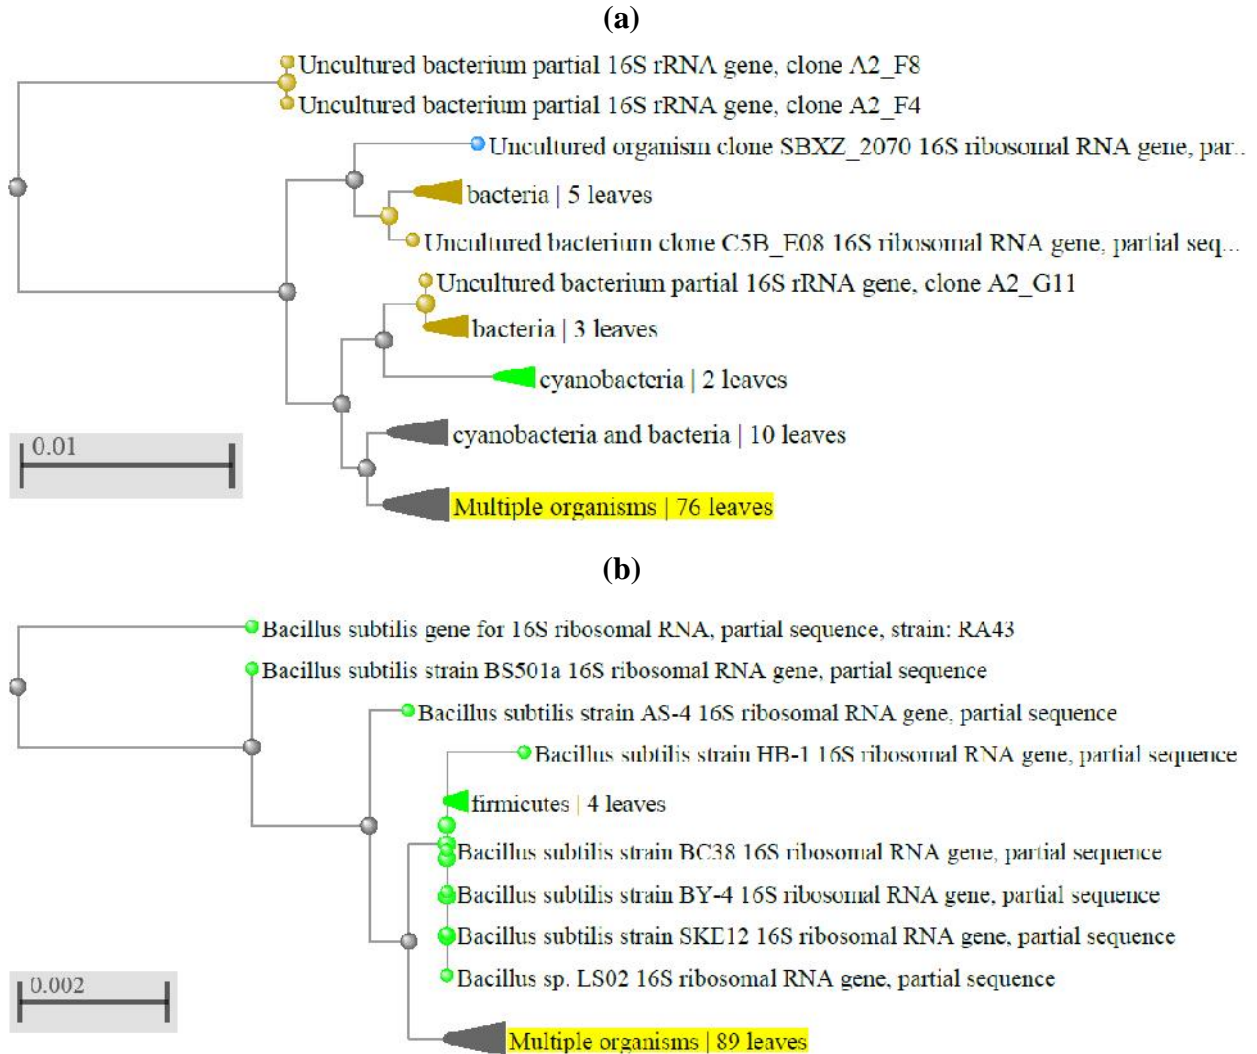 (a)
Uncultured bacterium partial 16S rRNA gene, clone A2_F8
Uncultured bacterium partial 16S rRNA gene, clone A2_F4
Uncultured organism clone SBXZ_2070 16S ribosomal RNA gene, par...
bacteria | 5 leaves
Uncultured bacterium clone C5B_E08 16S ribosomal RNA gene, partial seq...
Uncultured bacterium partial 16S rRNA gene, clone A2_G11
bacteria | 3 leaves
cyanobacteria | 2 leaves
cyanobacteria and bacteria | 10 leaves
0.01
Multiple organisms | 76 leaves
(b)
Bacillus subtilis gene for 16S ribosomal RNA, partial sequence, strain: RA43
Bacillus subtilis strain BS501a 16S ribosomal RNA gene, partial sequence
Bacillus subtilis strain AS-4 16S ribosomal RNA gene, partial sequence
Bacillus subtilis strain HB-1 16S ribosomal RNA gene, partial sequence
firmicutes | 4 leaves
Bacillus subtilis strain BC38 16S ribosomal RNA gene, partial sequence
Bacillus subtilis strain BY-4 16S ribosomal RNA gene, partial sequence
Bacillus subtilis strain SKE12 16S ribosomal RNA gene, partial sequence
Bacillus sp. LS02 16S ribosomal RNA gene, partial sequence
0.002
Multiple organisms | 89 leaves